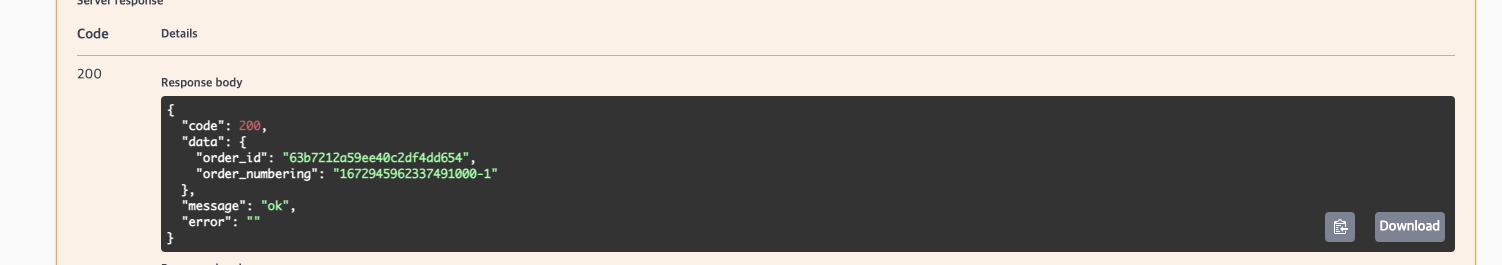 Server response
Code Details
200
Response body
{
"code": 200,
"data": {
"order_id": "63b7212a59ee40c2df4dd654",
"order_numbering": "1672945962337491000-1"
},
"message": "ok",
"error": ""
}
Download